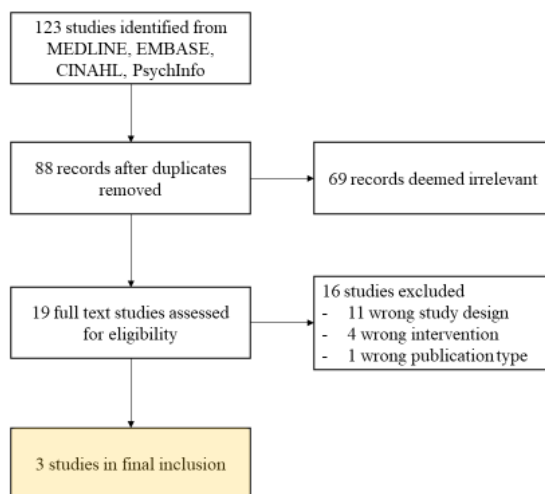 123 studies identified from
MEDLINE, EMBASE,
CINAHL, PsychInfo
88 records after duplicates
removed
69 records deemed irrelevant
19 full text studies assessed
for eligibility
16 studies excluded
- 11 wrong study design
- 4 wrong intervention
- 1 wrong publication type
3 studies in final inclusion